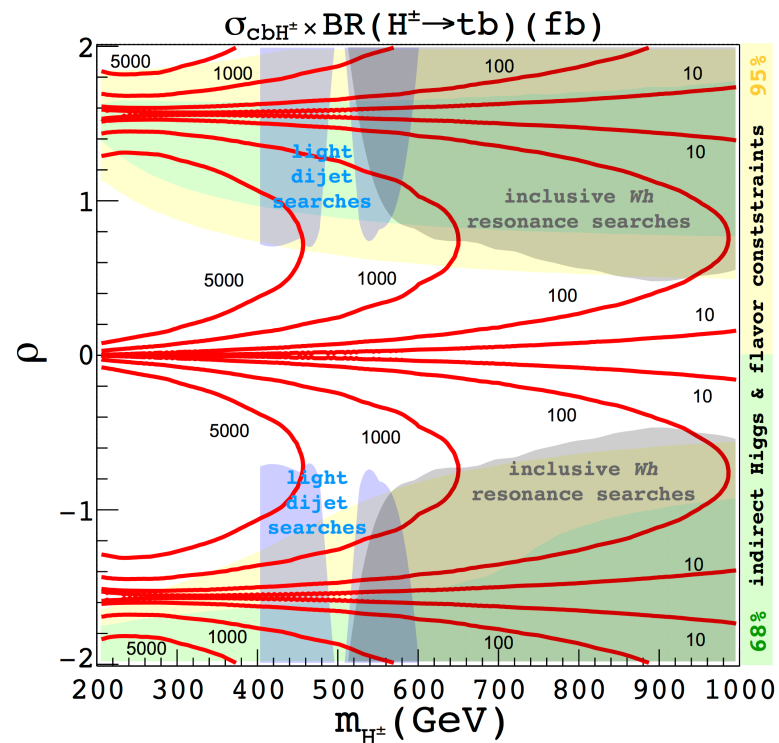 σcbH± × BR(H±→tb)(fb)
2
5000
1000
100
10
10
light
dijet
searches
inclusive Wh
resonance searches
1
5000
1000
100
10
ρ
0
10
5000
1000
100
inclusive Wh
resonance searches
light
dijet
searches
−1
10
5000
1000
100
10
−2
200 300 400 500 600 700 800 900 1000
mH±(GeV)
68% indirect Higgs & flavor conststraints 95%